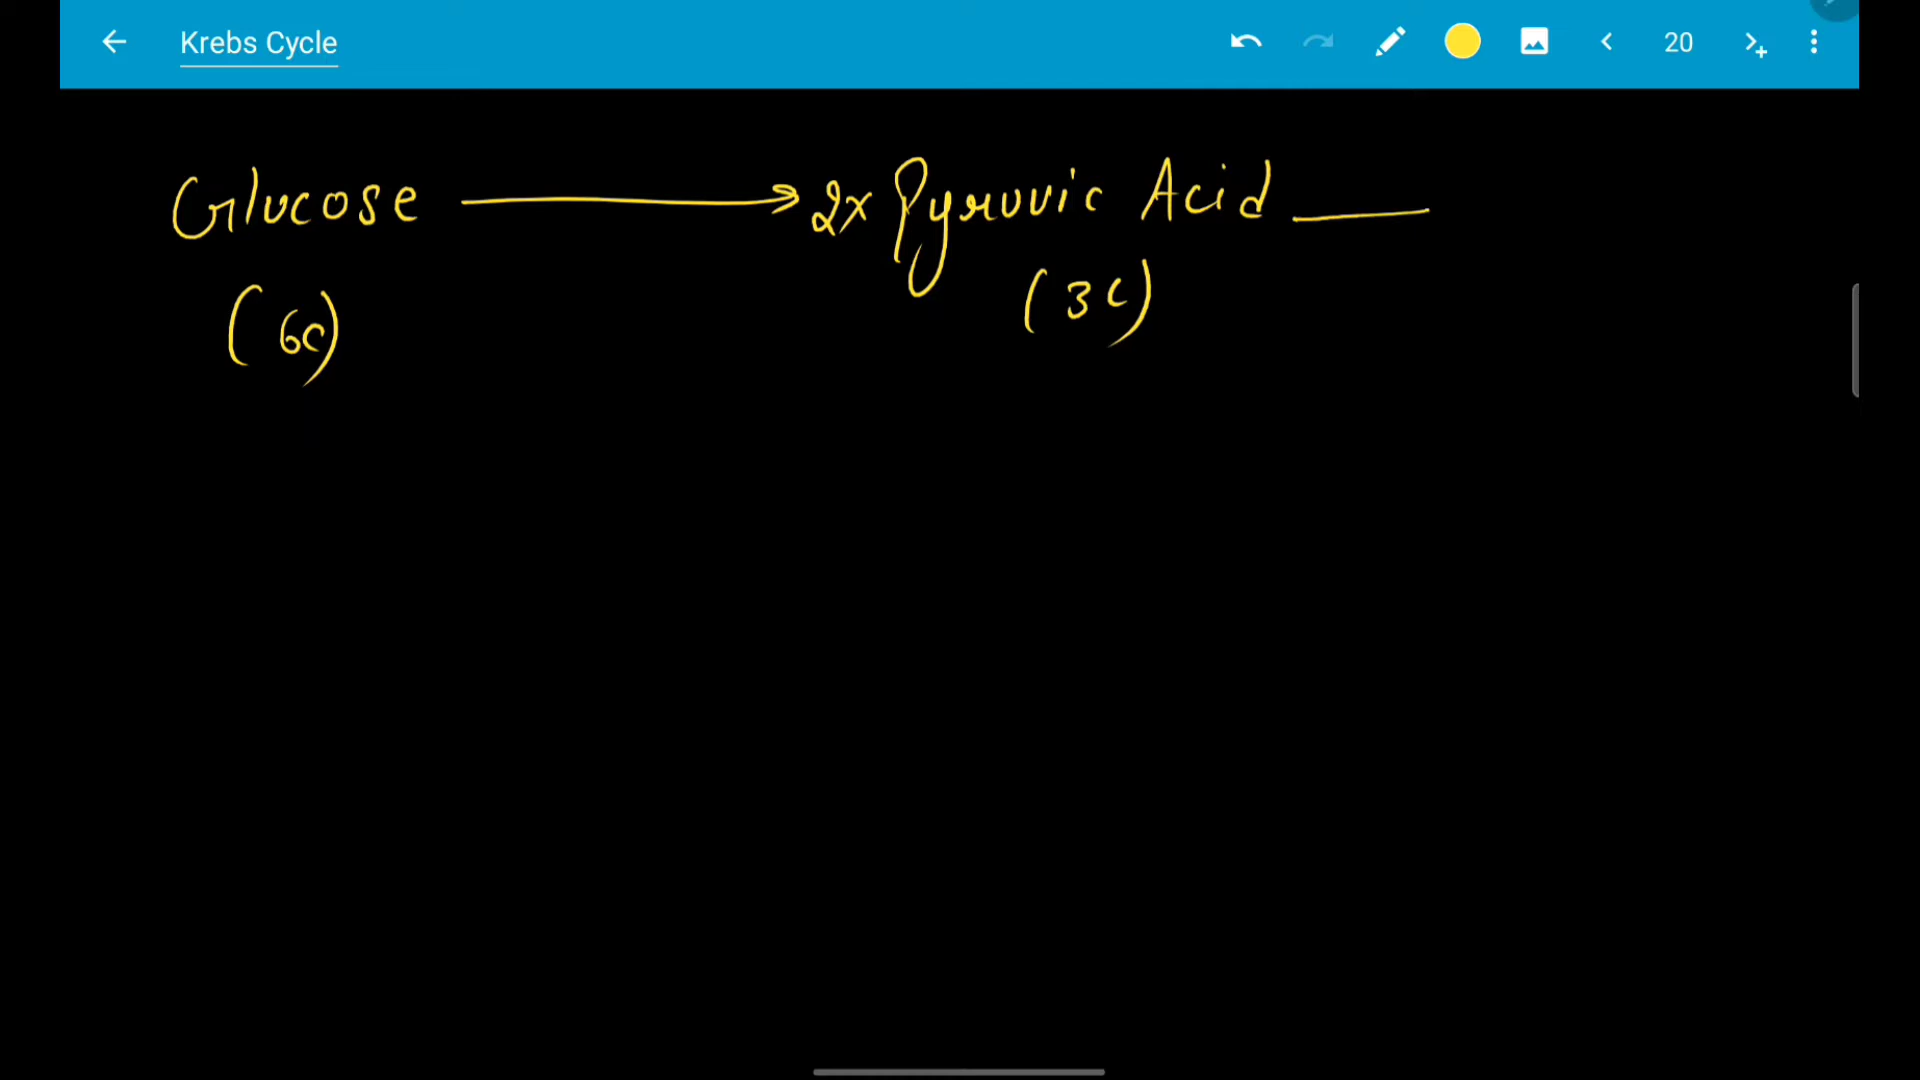 Krebs Cycle
20
Glucose → 2x Pyruvic Acid
(6C) (3C)